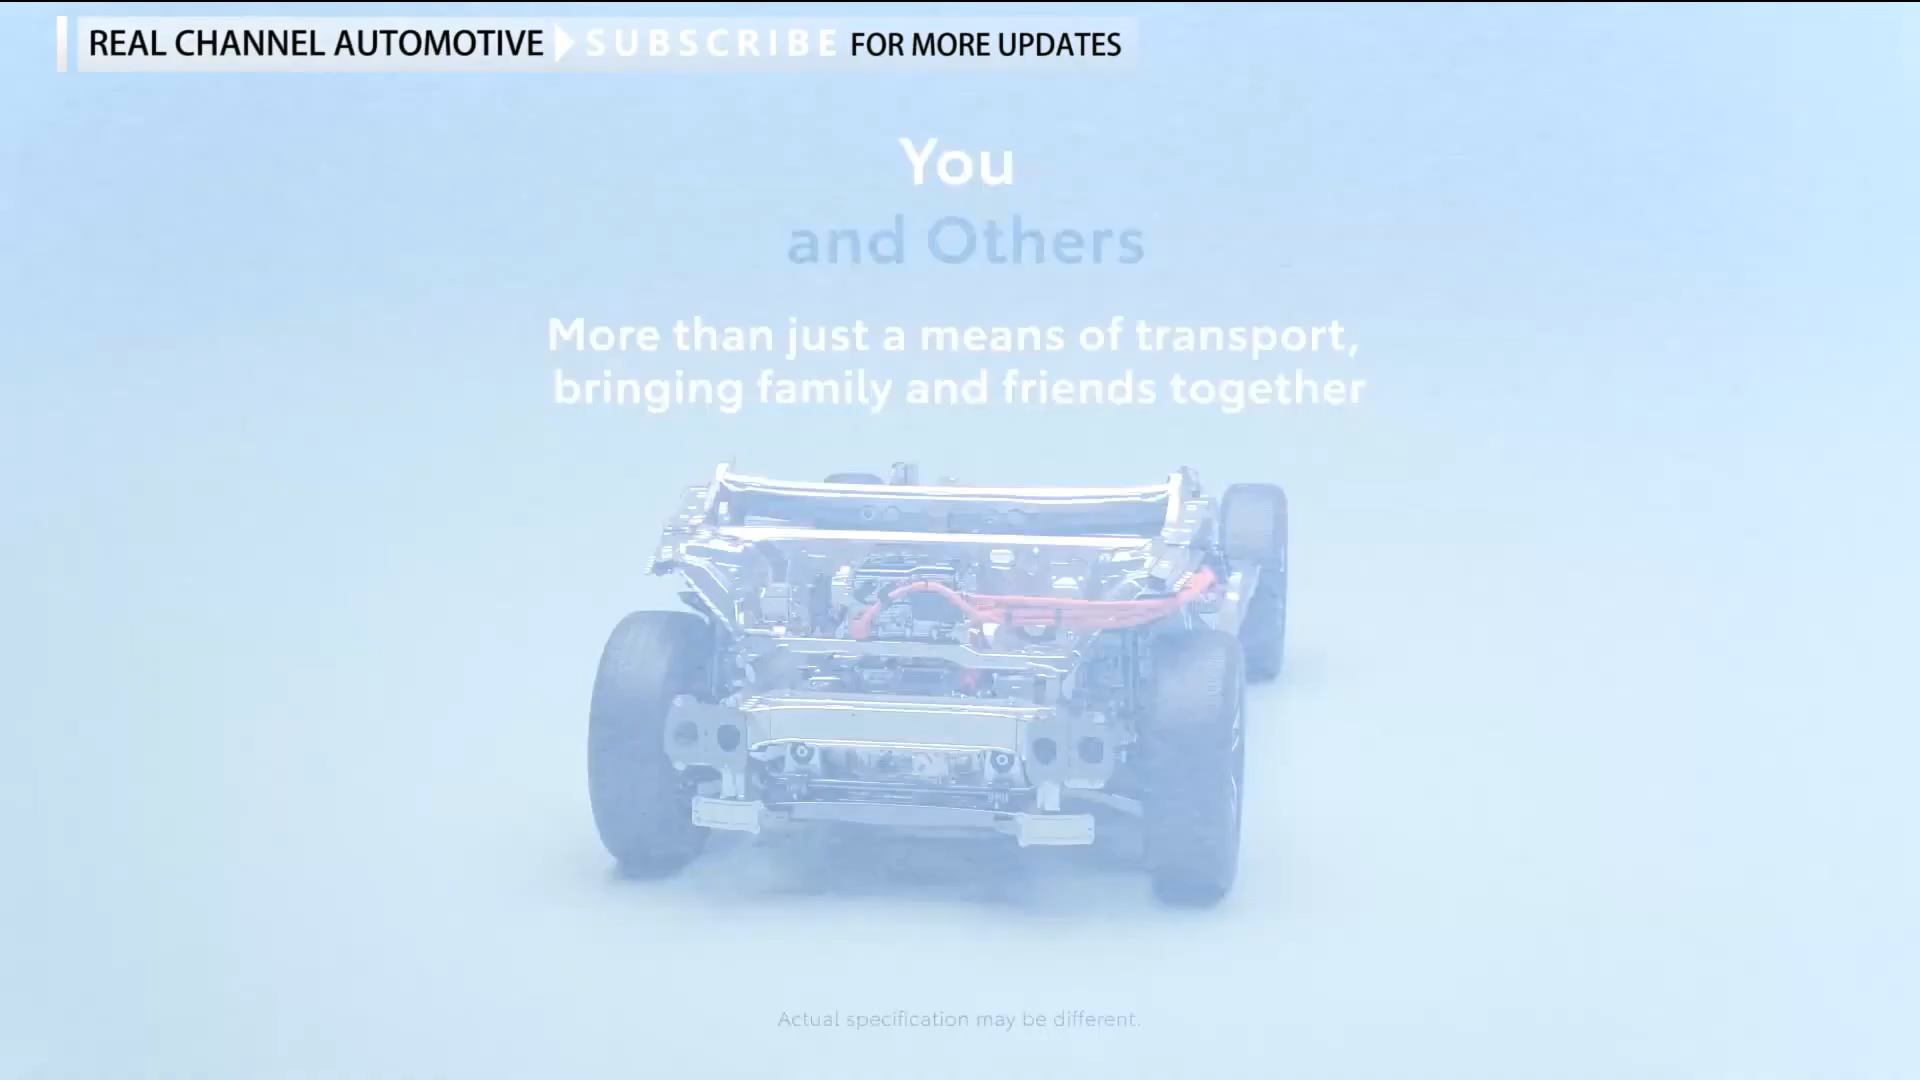 REAL CHANNEL AUTOMOTIVE SUBSCRIBE FOR MORE UPDATES
You
and Others
More than just a means of transport,
bringing family and friends together
Actual specification may be different.